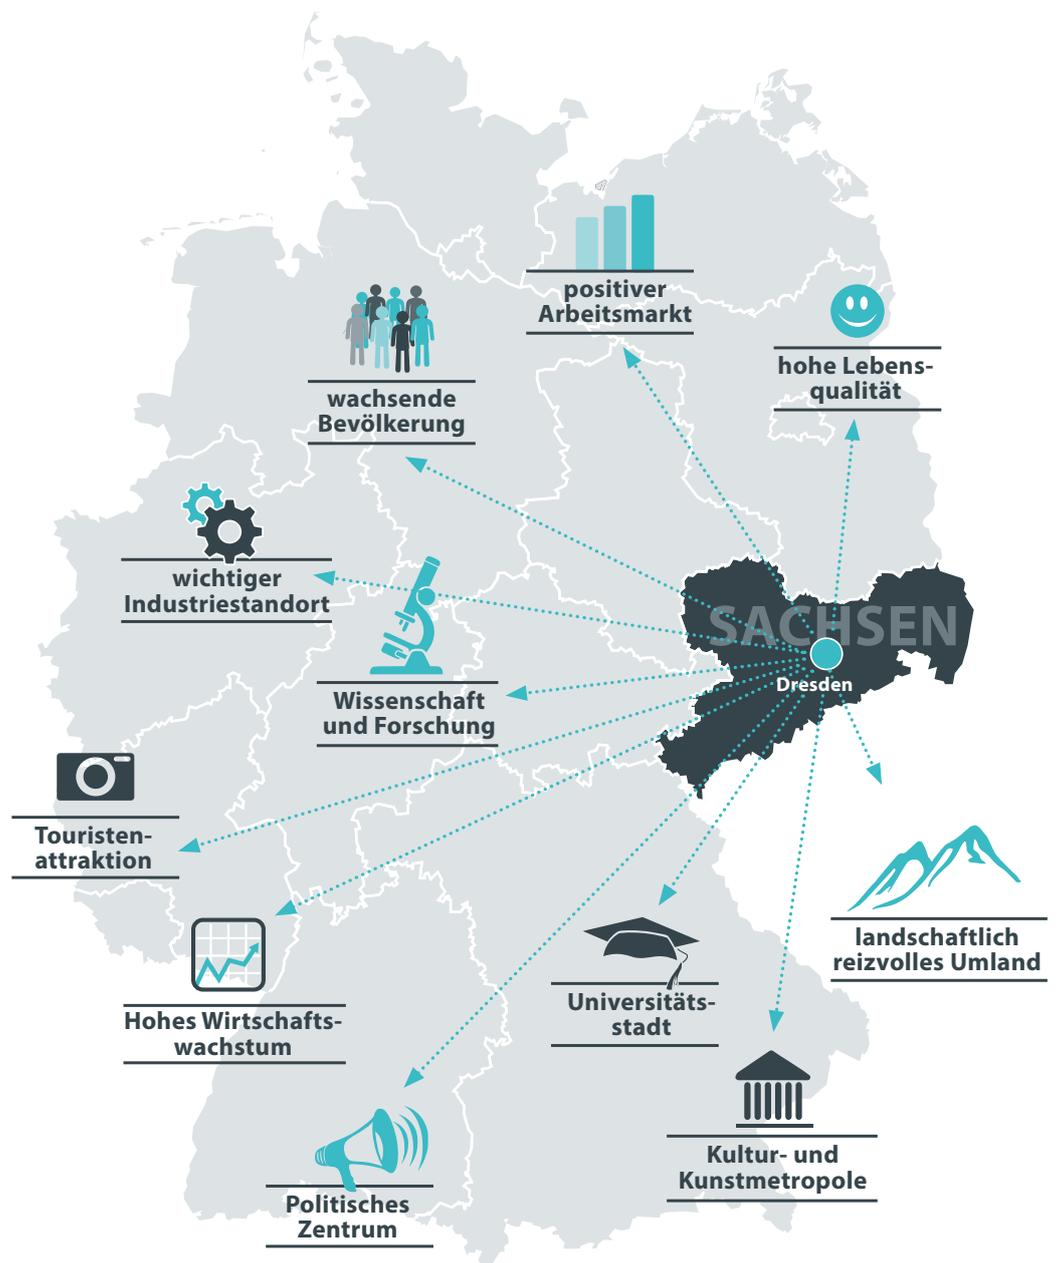 positiver
Arbeitsmarkt
hohe Lebens-
qualität
wachsende
Bevölkerung
wichtiger
Industriestandort
SACHSEN
Dresden
Wissenschaft
und Forschung
Touristen-
attraktion
landschaftlich
reizvolles Umland
Universitäts-
stadt
Hohes Wirtschafts-
wachstum
Kultur- und
Kunstmetropole
Politisches
Zentrum